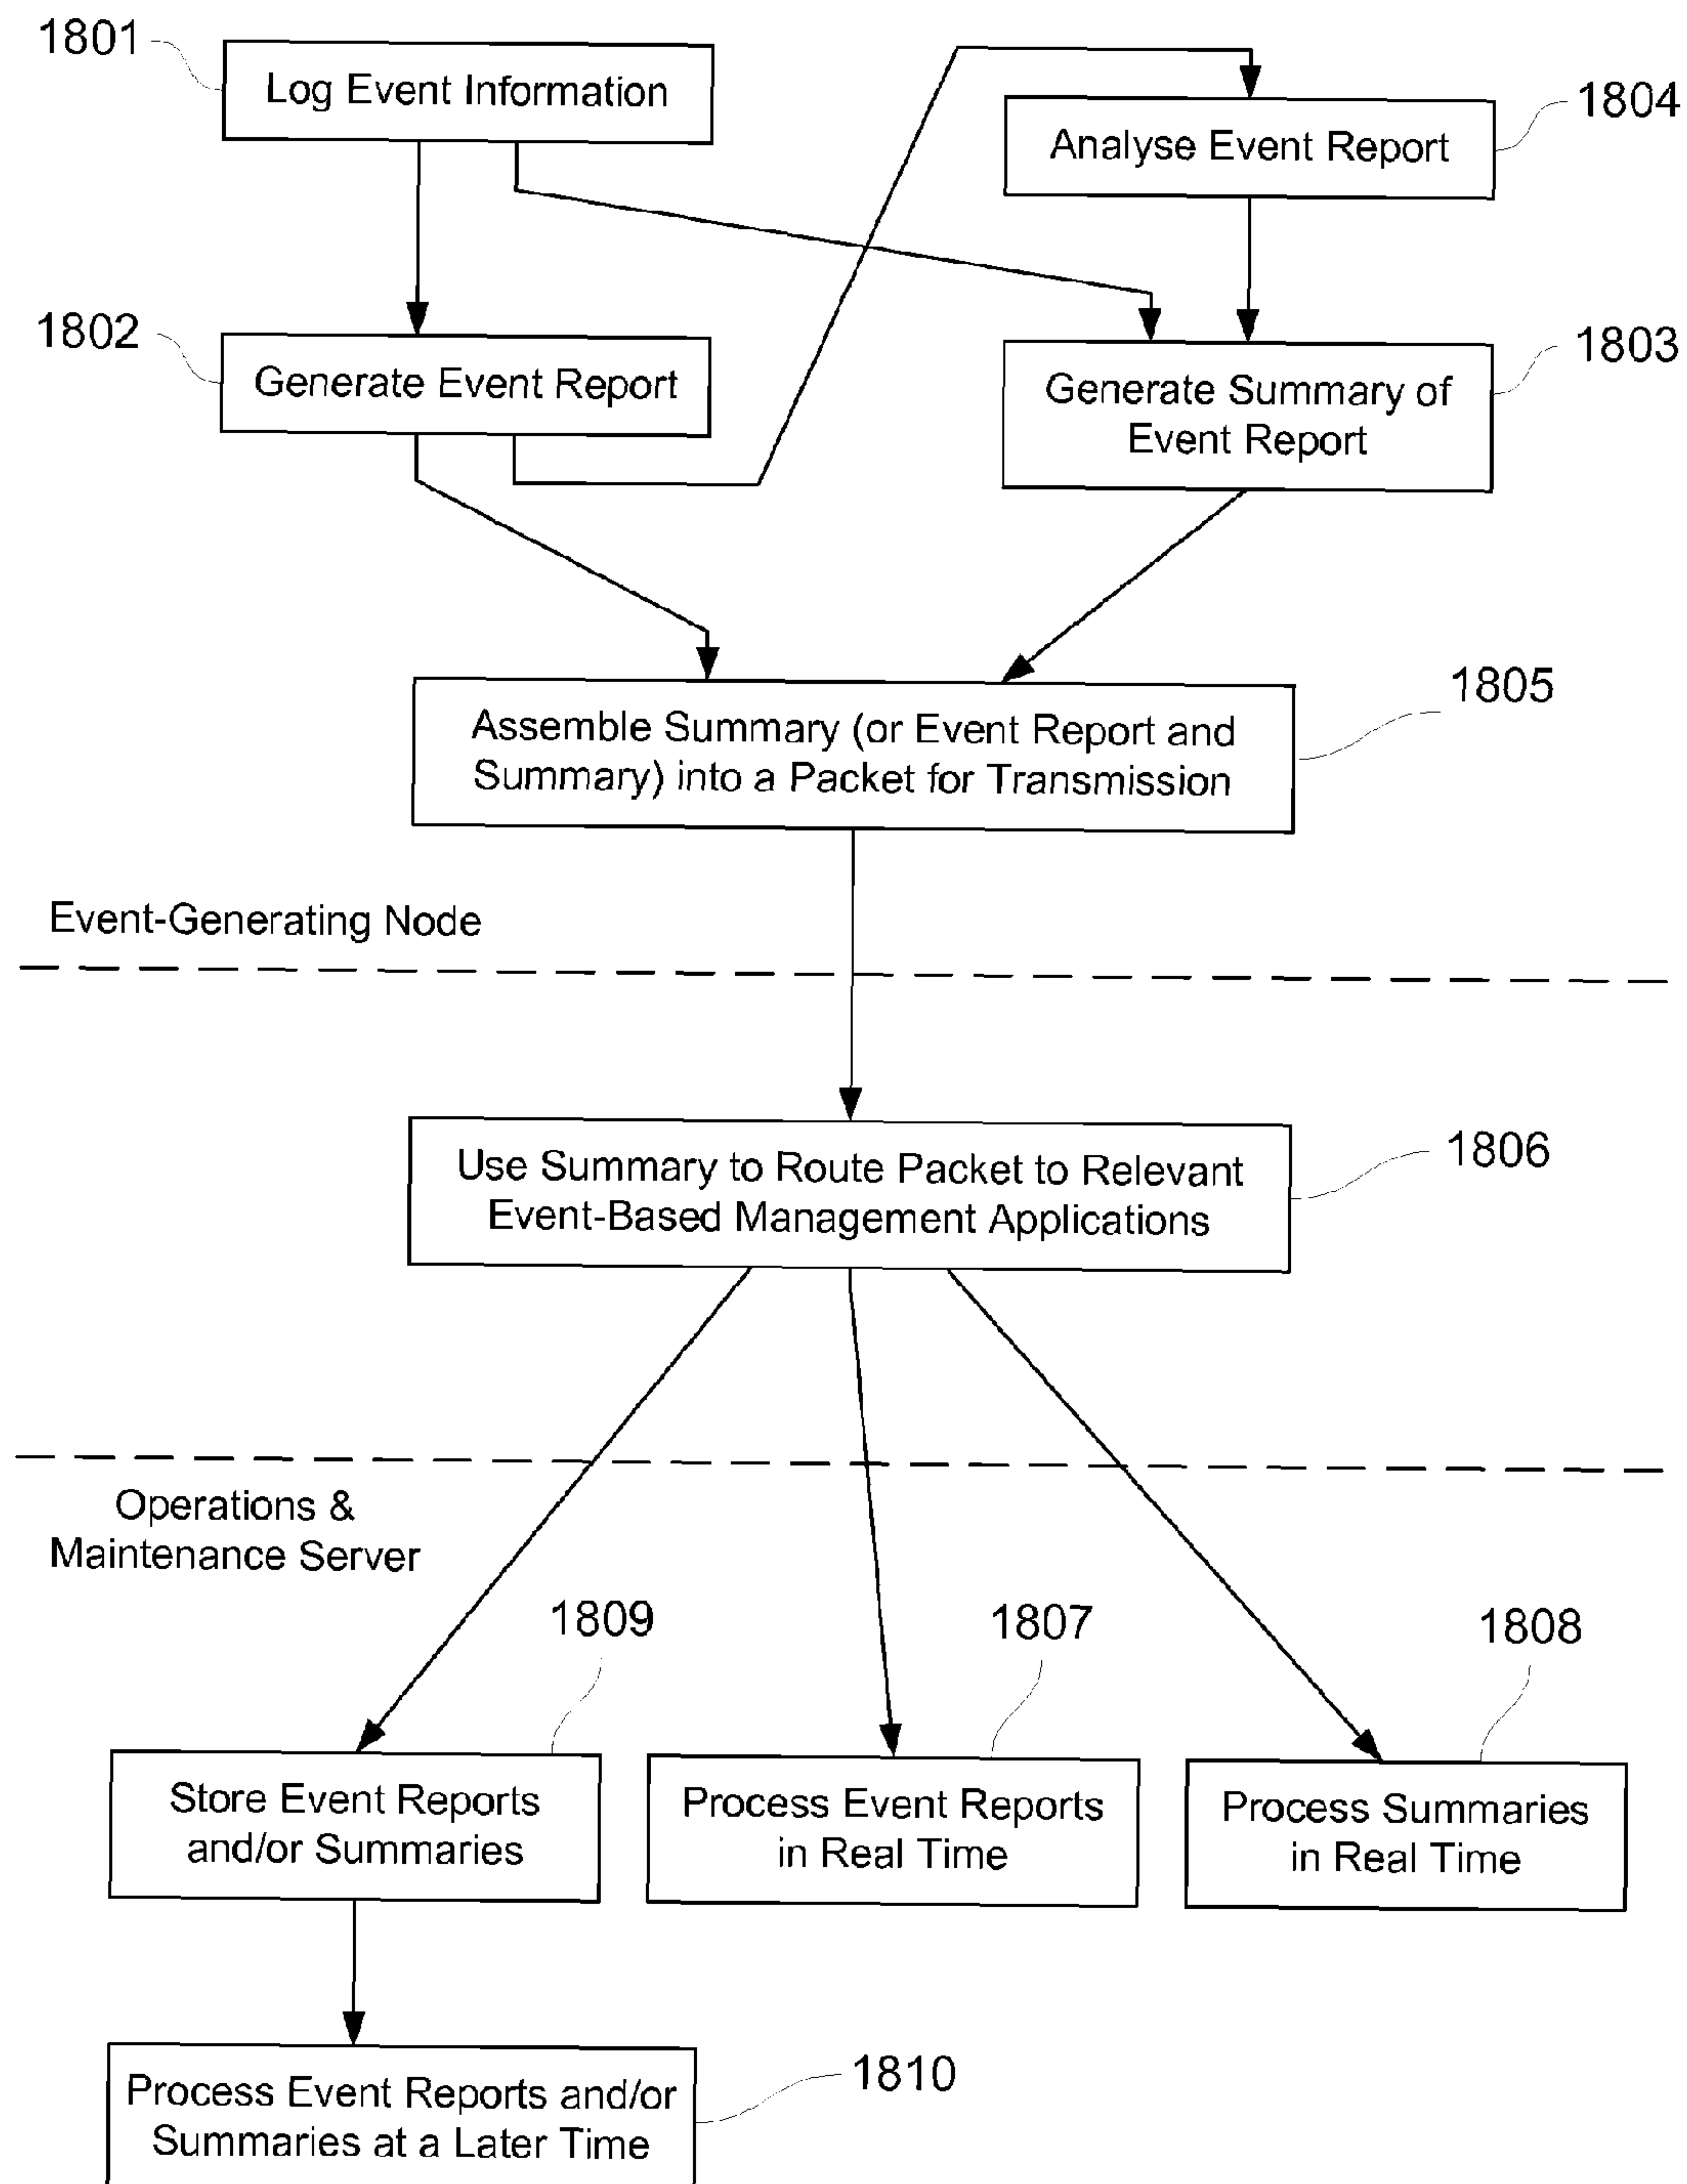 1801
Log Event Information
1804
Analyse Event Report
1802
Generate Event Report
1803
Generate Summary of
Event Report
1805
Assemble Summary (or Event Report and
Summary) into a Packet for Transmission
Event-Generating Node
1806
Use Summary to Route Packet to Relevant
Event-Based Management Applications
Operations &
Maintenance Server
1809
1807
1808
Store Event Reports
and/or Summaries
Process Event Reports
in Real Time
Process Summaries
in Real Time
1810
Process Event Reports and/or
Summaries at a Later Time